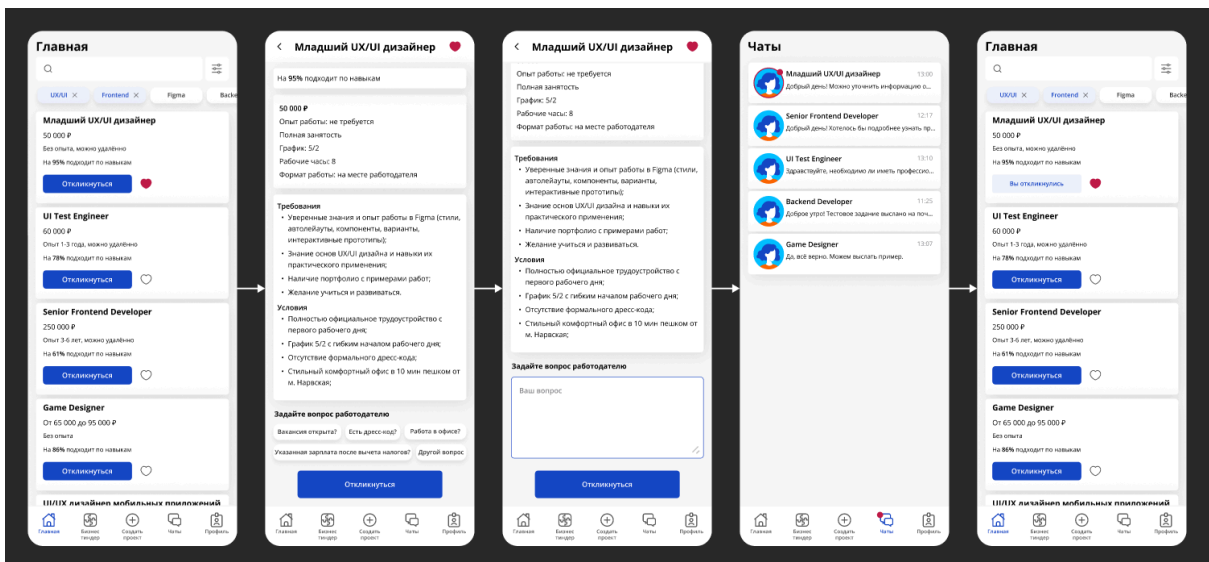 Главная
UX/UI ×
Frontend ×
Figma
Backe
Младший UX/UI дизайнер
50 000 ₽
Без опыта, можно удалённо
На 95% подходит по навыкам
Откликнуться
UI Test Engineer
60 000 ₽
Опыт 1-3 года, можно удалённо
На 78% подходит по навыкам
Откликнуться
Senior Frontend Developer
250 000 ₽
Опыт 3-6 лет, можно удалённо
На 61% подходит по навыкам
Откликнуться
Game Designer
От 65 000 до 95 000 ₽
Без опыта
На 86% подходит по навыкам
Откликнуться
UI/UX дизайнер мобильных приложений
Главная
Бизнес тиндер
Создать проект
Чаты
Профиль
Младший UX/UI дизайнер
На 95% подходит по навыкам
50 000 ₽
Опыт работы: не требуется
Полная занятость
График: 5/2
Рабочие часы: 8
Формат работы: на месте работодателя
Требования
• Уверенные знания и опыт работы в Figma (стили,
автолейауты, компоненты, варианты,
интерактивные прототипы);
• Знание основ UX/UI дизайна и навыки их
практического применения;
• Наличие портфолио с примерами работ;
• Желание учиться и развиваться.
Условия
• Полностью официальное трудоустройство с
первого рабочего дня;
• График 5/2 с гибким началом рабочего дня;
• Отсутствие формального дресс-кода;
• Стильный комфортный офис в 10 мин пешком от
м. Нарвская;
Задайте вопрос работодателю
Вакансия открыта?
Есть дресс-код?
Работа в офисе?
Указанная зарплата после вычета налогов?
Другой вопрос
Откликнуться
Главная
Бизнес тиндер
Создать проект
Чаты
Профиль
Младший UX/UI дизайнер
Опыт работы: не требуется
Полная занятость
График: 5/2
Рабочие часы: 8
Формат работы: на месте работодателя
Требования
• Уверенные знания и опыт работы в Figma (стили,
автолейауты, компоненты, варианты,
интерактивные прототипы);
• Знание основ UX/UI дизайна и навыки их
практического применения;
• Наличие портфолио с примерами работ;
• Желание учиться и развиваться.
Условия
• Полностью официальное трудоустройство с
первого рабочего дня;
• График 5/2 с гибким началом рабочего дня;
• Отсутствие формального дресс-кода;
• Стильный комфортный офис в 10 мин пешком от
м. Нарвская;
Задайте вопрос работодателю
Ваш вопрос
Откликнуться
Главная
Бизнес тиндер
Создать проект
Чаты
Профиль
Чаты
Младший UX/UI дизайнер 13:00
Добрый день! Можно уточнить информацию о...
Senior Frontend Developer 12:17
Добрый день! Хотелось бы подробнее узнать пр...
UI Test Engineer 13:10
Здравствуйте, необходимо ли иметь професcио...
Backend Developer 11:25
Доброе утро! Тестовое задание выслано на поч...
Game Designer 13:07
Да, всё верно. Можем выслать пример.
Главная
Бизнес тиндер
Создать проект
Чаты
Профиль
Главная
UX/UI ×
Frontend ×
Figma
Backe
Младший UX/UI дизайнер
50 000 ₽
Без опыта, можно удалённо
На 95% подходит по навыкам
Вы откликнулись
UI Test Engineer
60 000 ₽
Опыт 1-3 года, можно удалённо
На 78% подходит по навыкам
Откликнуться
Senior Frontend Developer
250 000 ₽
Опыт 3-6 лет, можно удалённо
На 61% подходит по навыкам
Откликнуться
Game Designer
От 65 000 до 95 000 ₽
Без опыта
На 86% подходит по навыкам
Откликнуться
UI/UX дизайнер мобильных приложений
Главная
Бизнес тиндер
Создать проект
Чаты
Профиль